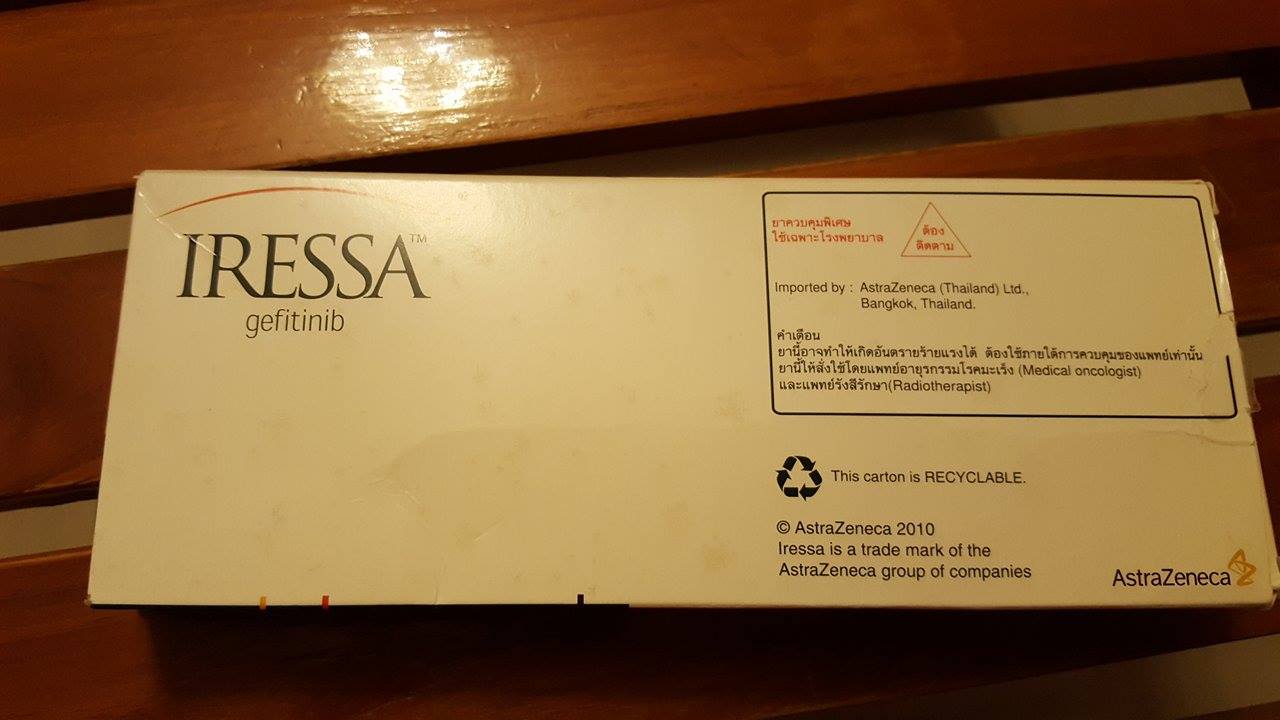 IRESSA™
gefitinib
ยาควบคุมพิเศษ
ใช้เฉพาะโรงพยาบาล
ต้อง
ติดตาม
Imported by : AstraZeneca (Thailand) Ltd.,
Bangkok, Thailand.
คำเตือน
ยานี้อาจทำให้เกิดอันตรายร้ายแรงได้ ต้องใช้ภายใต้การควบคุมของแพทย์เท่านั้น
ยานี้ให้สั่งใช้โดยแพทย์อายุรกรรมโรคมะเร็ง (Medical oncologist)
และแพทย์รังสีรักษา(Radiotherapist)
This carton is RECYCLABLE.
© AstraZeneca 2010
Iressa is a trade mark of the
AstraZeneca group of companies
AstraZeneca